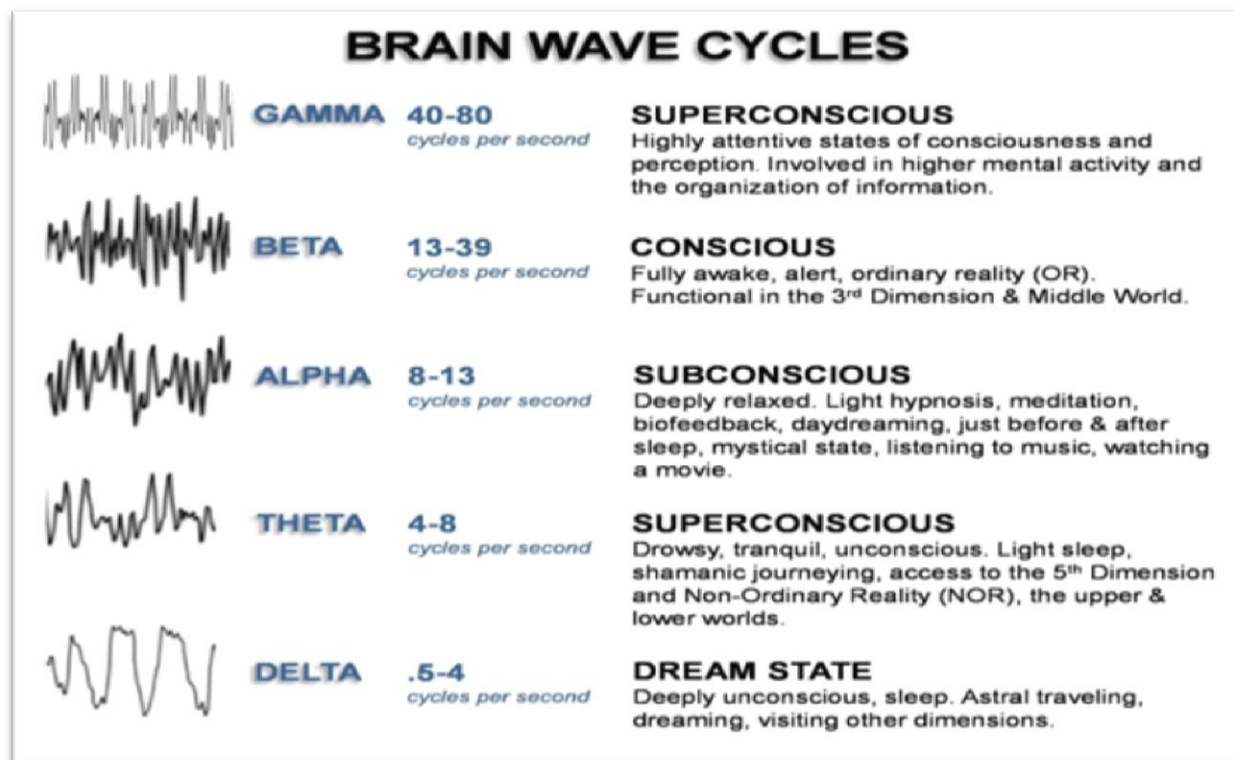 BRAIN WAVE CYCLES
GAMMA 40-80 SUPERCONSCIOUS
cycles per second Highly attentive states of consciousness and
perception. Involved in higher mental activity and
the organization of information.
BETA 13-39 CONSCIOUS
cycles per second Fully awake, alert, ordinary reality (OR).
Functional in the 3rd Dimension & Middle World.
ALPHA 8-13 SUBCONSCIOUS
cycles per second Deeply relaxed. Light hypnosis, meditation,
biofeedback, daydreaming, just before & after
sleep, mystical state, listening to music, watching
a movie.
THETA 4-8 SUPERCONSCIOUS
cycles per second Drowsy, tranquil, unconscious. Light sleep,
shamanic journeying, access to the 5th Dimension
and Non-Ordinary Reality (NOR), the upper &
lower worlds.
DELTA .5-4 DREAM STATE
cycles per second Deeply unconscious, sleep. Astral traveling,
dreaming, visiting other dimensions.